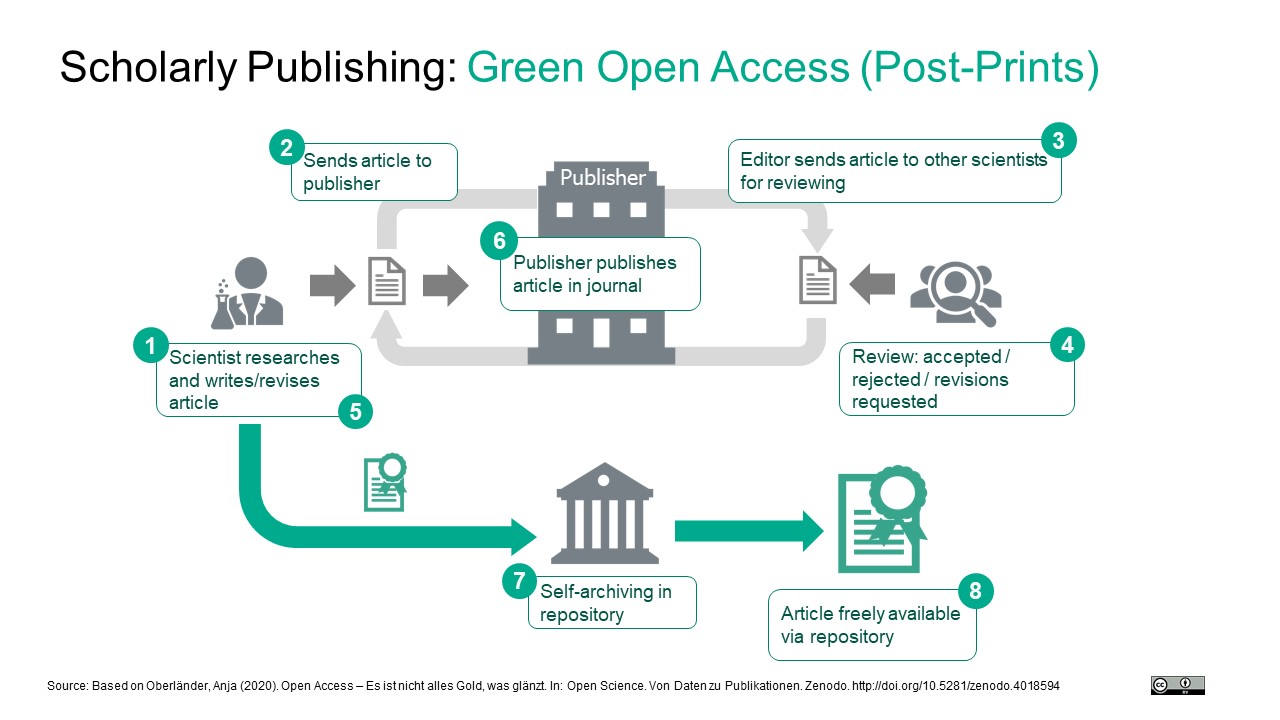 Scholarly Publishing: Green Open Access (Post-Prints)
2
Sends article to
publisher
Publisher
3
Editor sends article to other scientists
for reviewing
6
Publisher publishes
article in journal
1
Scientist researches
and writes/revises
article
5
4
Review: accepted /
rejected / revisions
requested
7
Self-archiving in
repository
8
Article freely available
via repository
Source: Based on Oberländer, Anja (2020). Open Access – Es ist nicht alles Gold, was glänzt. In: Open Science. Von Daten zu Publikationen. Zenodo. http://doi.org/10.5281/zenodo.4018594
cc
BY